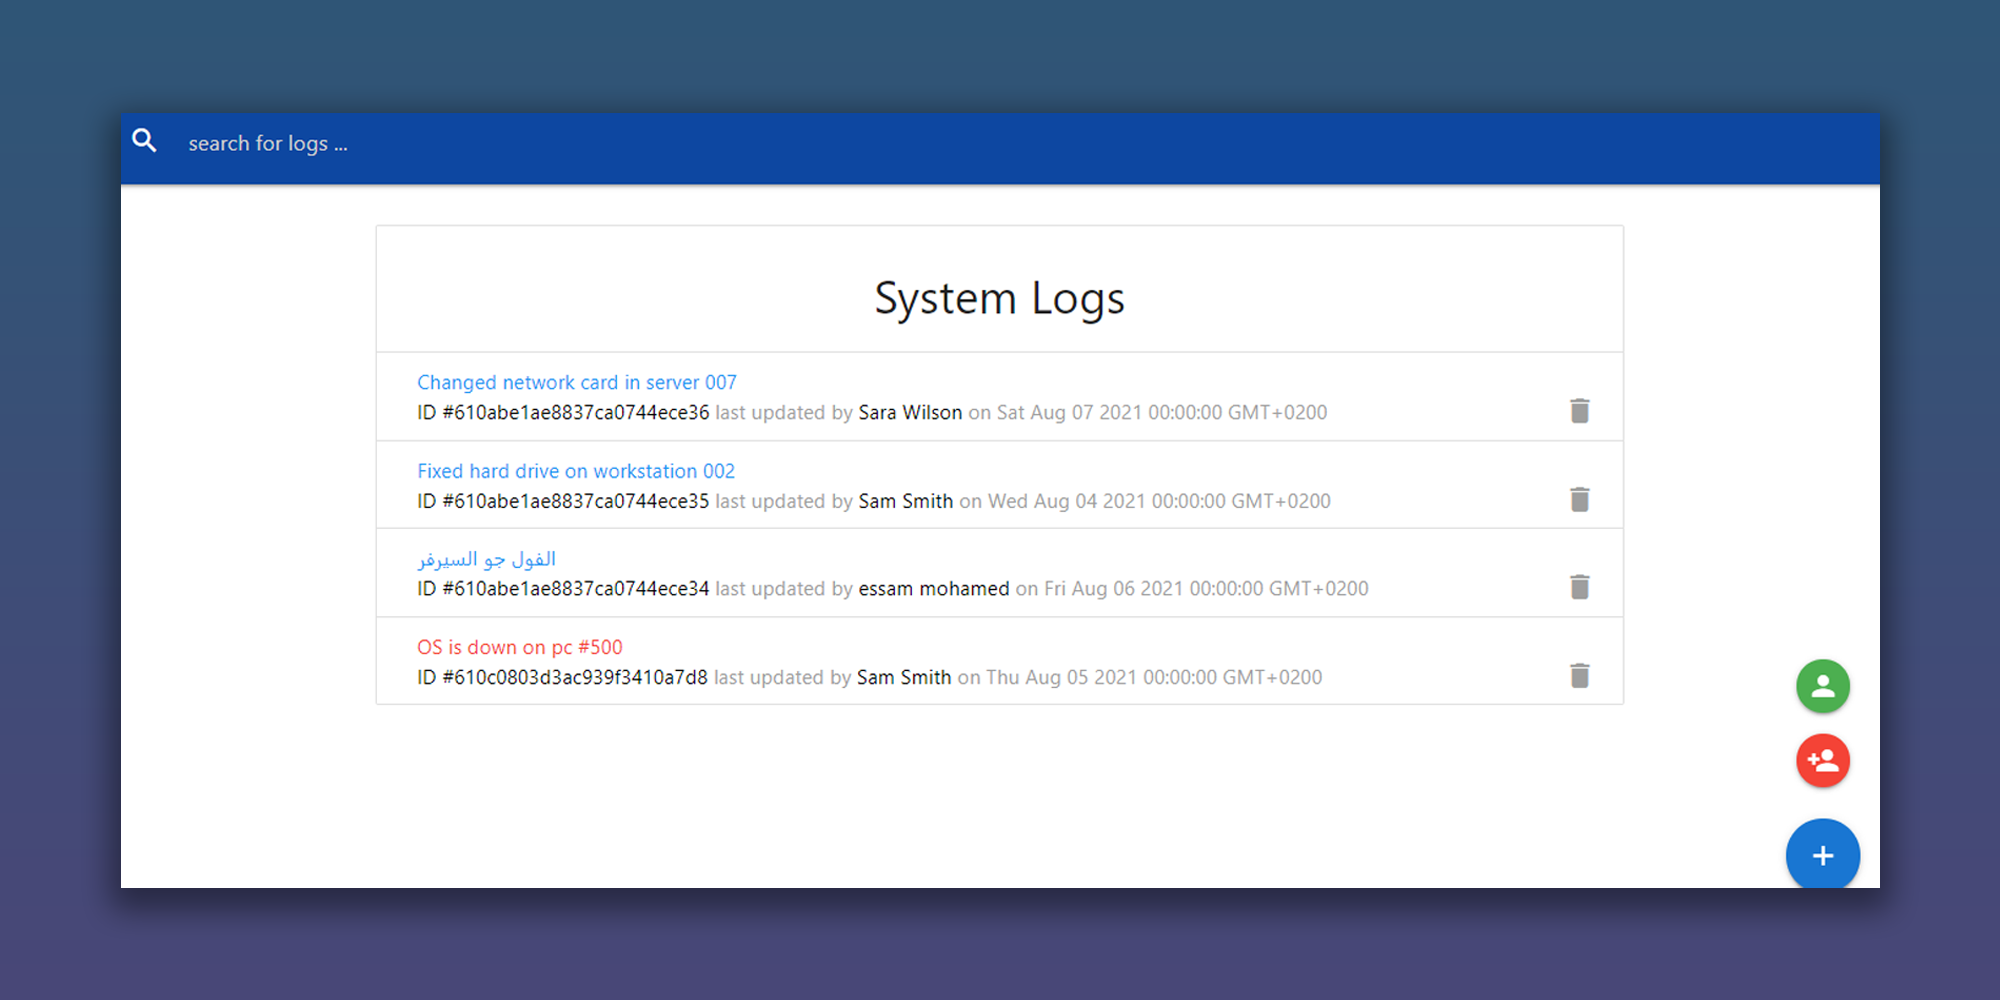 search for logs ...
System Logs
Changed network card in server 007
ID #610abe1ae8837ca0744ece36 last updated by Sara Wilson on Sat Aug 07 2021 00:00:00 GMT+0200
Fixed hard drive on workstation 002
ID #610abe1ae8837ca0744ece35 last updated by Sam Smith on Wed Aug 04 2021 00:00:00 GMT+0200
الفول جو السيرفر
ID #610abe1ae8837ca0744ece34 last updated by essam mohamed on Fri Aug 06 2021 00:00:00 GMT+0200
OS is down on pc #500
ID #610c0803d3ac939f3410a7d8 last updated by Sam Smith on Thu Aug 05 2021 00:00:00 GMT+0200